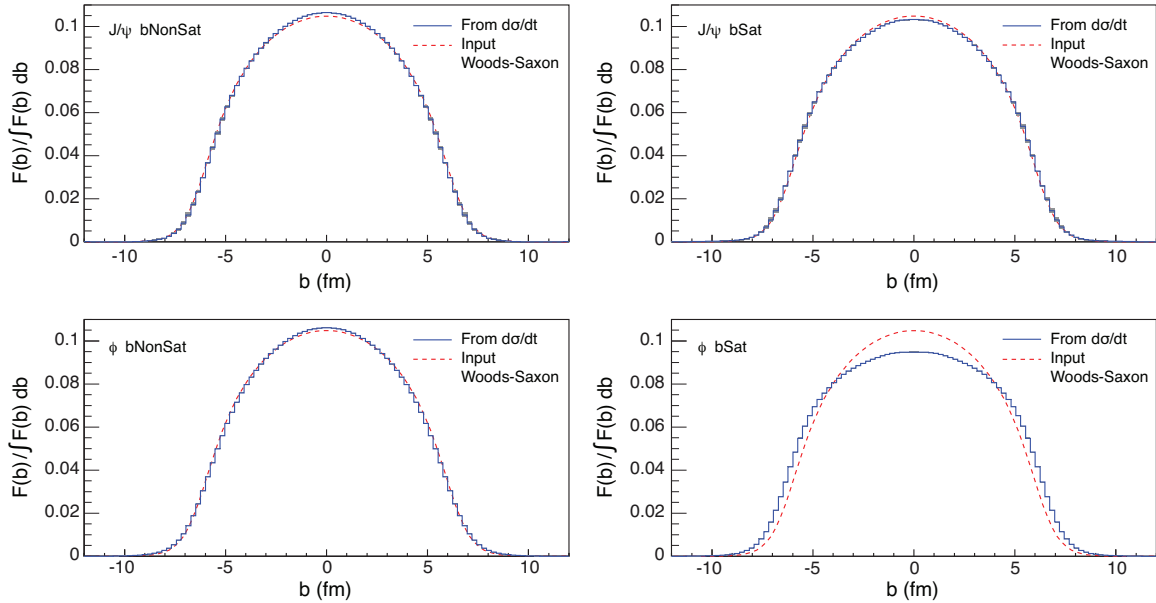 J/ψ bNonSat
From dσ/dt
Input
Woods-Saxon
F(b)/∫F(b) db
0.1
0.08
0.06
0.04
0.02
0
-10 -5 0 5 10
b (fm)
J/ψ bSat
From dσ/dt
Input
Woods-Saxon
F(b)/∫F(b) db
0.1
0.08
0.06
0.04
0.02
0
-10 -5 0 5 10
b (fm)
ϕ bNonSat
From dσ/dt
Input
Woods-Saxon
F(b)/∫F(b) db
0.1
0.08
0.06
0.04
0.02
0
-10 -5 0 5 10
b (fm)
ϕ bSat
From dσ/dt
Input
Woods-Saxon
F(b)/∫F(b) db
0.1
0.08
0.06
0.04
0.02
0
-10 -5 0 5 10
b (fm)